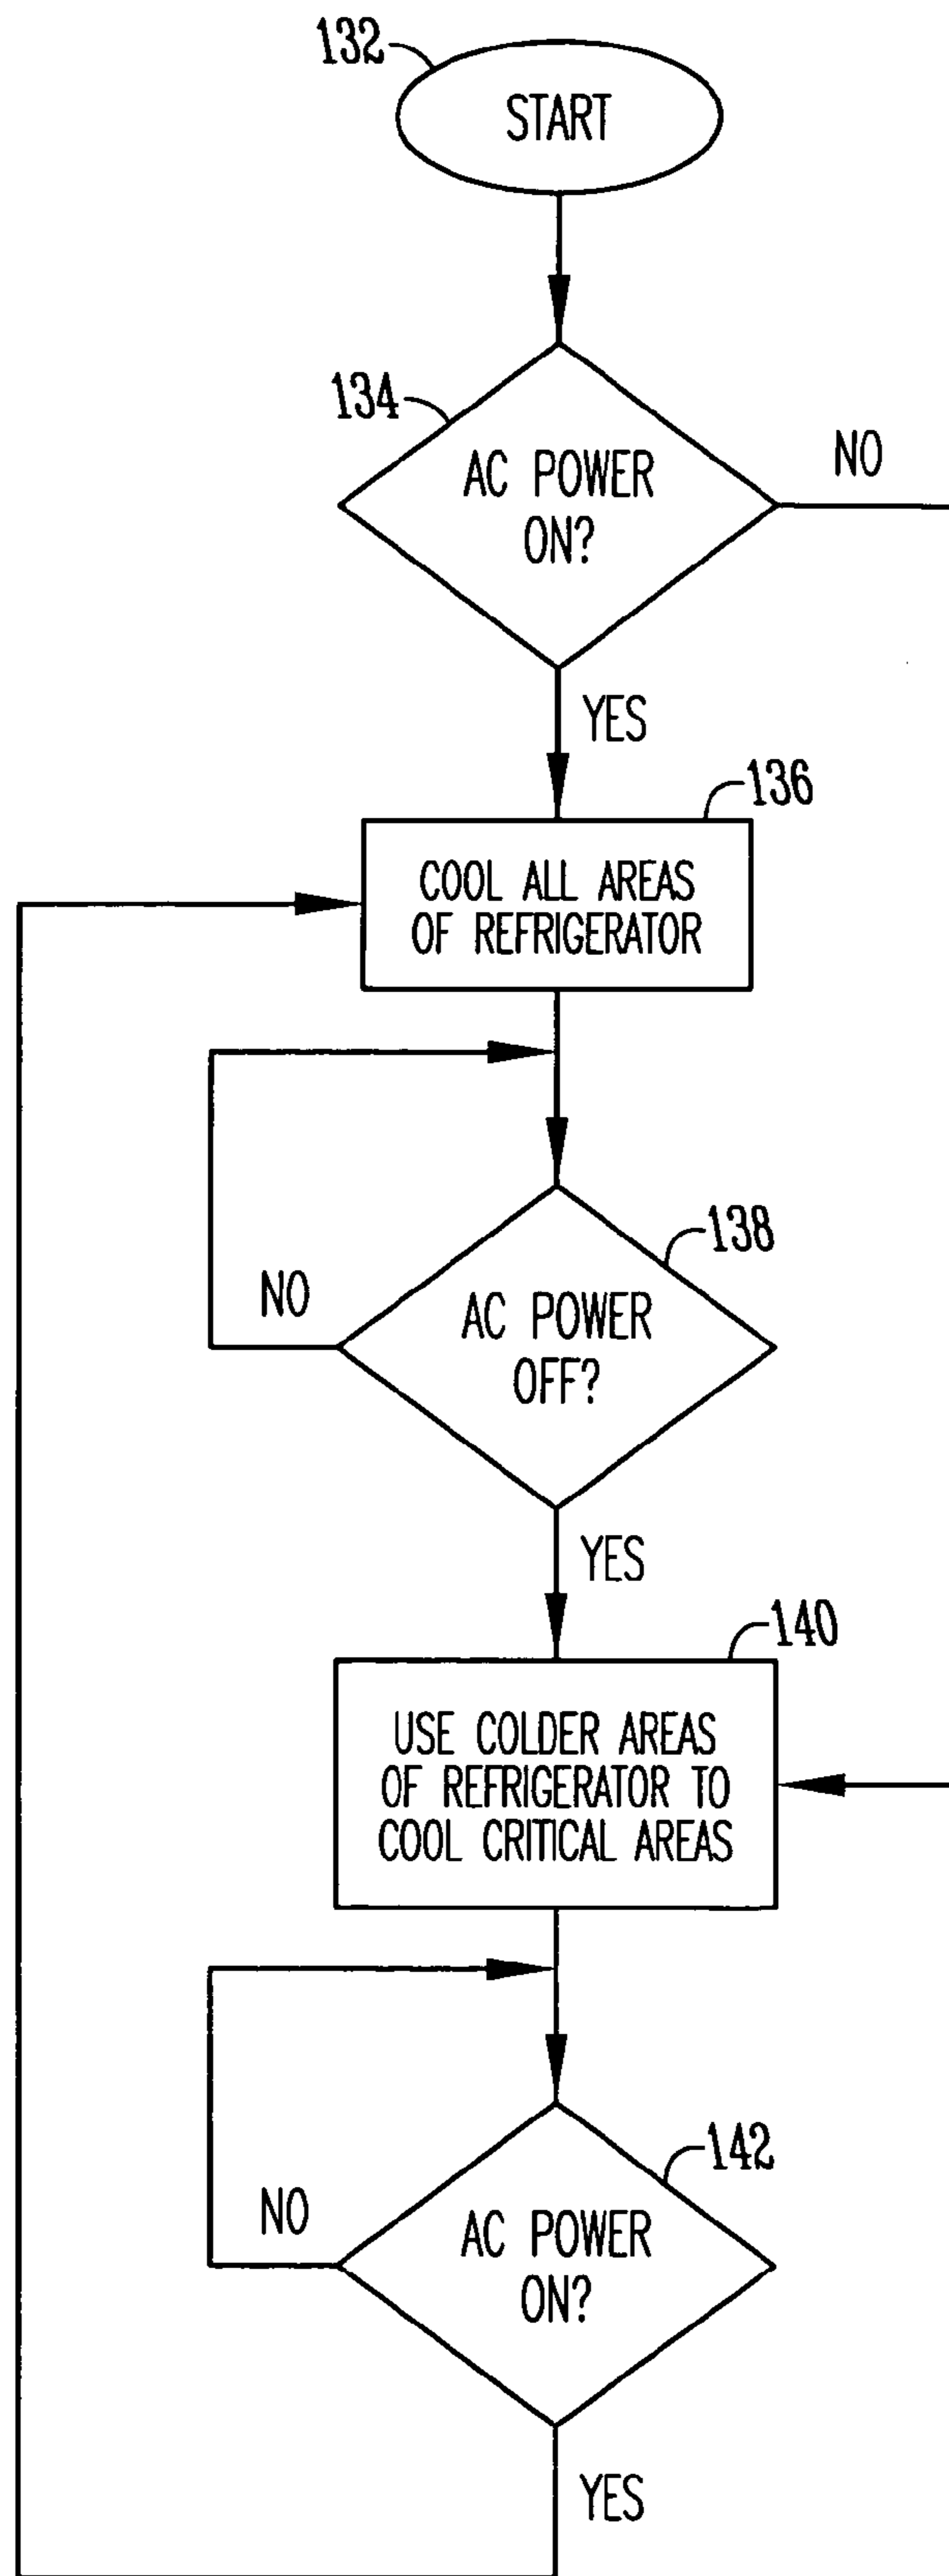 132
START
134
AC POWER
ON?
NO
YES
136
COOL ALL AREAS
OF REFRIGERATOR
138
NO
AC POWER
OFF?
YES
140
USE COLDER AREAS
OF REFRIGERATOR TO
COOL CRITICAL AREAS
142
NO
AC POWER
ON?
YES